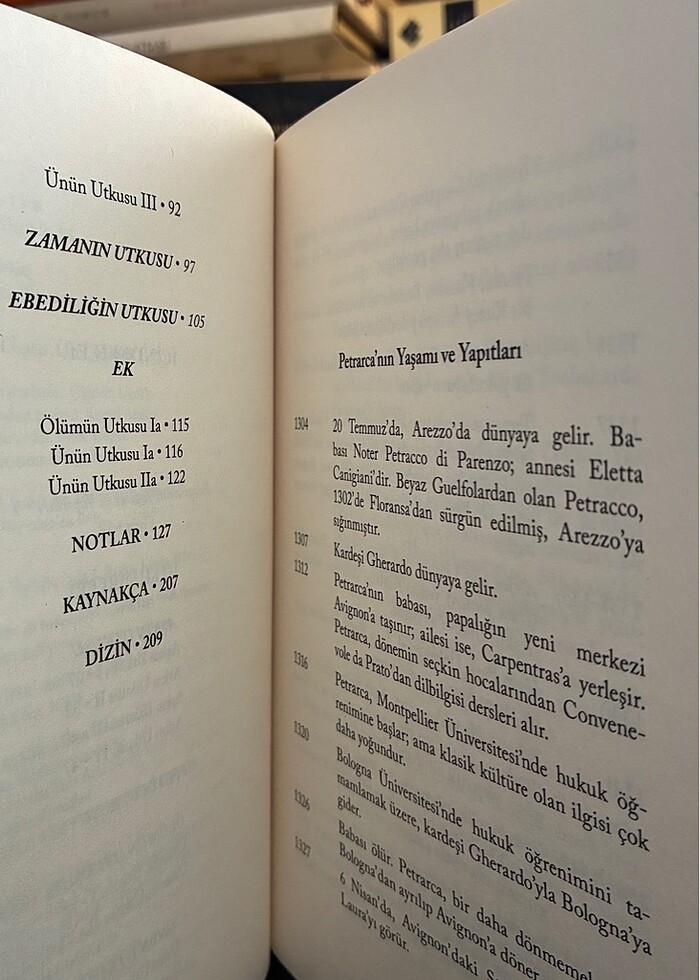 Ünün Utkusu III • 92
ZAMANIN UTKUSU • 97
EBEDİLİĞİN UTKUSU • 105
EK
Ölümün Utkusu Ia • 115
Ünün Utkusu Ia • 116
Ünün Utkusu IIa • 122
NOTLAR • 127
KAYNAKÇA • 207
DİZİN • 209
Petrarca'nın Yaşamı ve Yapıtları
1304 20 Temmuz'da, Arezzo'da dünyaya gelir. Ba-
bası Noter Petracco di Parenzo; annesi Eletta
Canigiani'dir. Beyaz Guelfolardan olan Petracco,
1302'de Floransa'dan sürgün edilmiş, Arezzo'ya
sığınmıştır.
1307 Kardeşi Gherardo dünyaya gelir.
1312 Petrarca'nın babası, papalığın yeni merkezi
Avignon'a taşınır; ailesi ise, Carpentras'a yerleşir.
Petrarca, dönemin seçkin hocalarından Convene-
vole da Prato'dan dilbilgisi dersleri alır.
1316 Petrarca, Montpellier Üniversitesi'nde hukuk öğ-
renimine başlar; ama klasik kültüre olan ilgisi çok
daha yoğundur.
1320 Bologna Üniversitesi'nde hukuk öğrenimini ta-
mamlamak üzere, kardeşi Gherardo'yla Bologna'ya
gider.
1326 Babası ölür. Petrarca, bir daha dönmemek
Bologna'dan ayrılıp Avignon'a döner
1327 6 Nisan'da, Avignon'daki
Laura'yı görür.